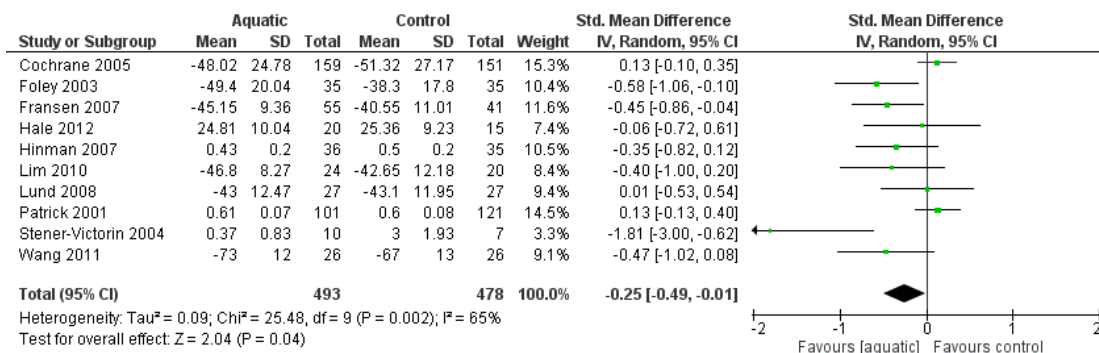 Aquatic Control Std. Mean Difference Std. Mean Difference
Study or Subgroup Mean SD Total Mean SD Total Weight IV, Random, 95% CI IV, Random, 95% CI
Cochrane 2005 -48.02 24.78 159 -51.32 27.17 151 15.3% 0.13 [-0.10, 0.35]
Foley 2003 -49.4 20.04 35 -38.3 17.8 35 10.4% -0.58 [-1.06, -0.10]
Fransen 2007 -45.15 9.36 55 -40.55 11.01 41 11.6% -0.45 [-0.86, -0.04]
Hale 2012 24.81 10.04 20 25.36 9.23 15 7.4% -0.06 [-0.72, 0.61]
Hinman 2007 0.43 0.2 36 0.5 0.2 35 10.5% -0.35 [-0.82, 0.12]
Lim 2010 -46.8 8.27 24 -42.65 12.18 20 8.4% -0.40 [-1.00, 0.20]
Lund 2008 -43 12.47 27 -43.1 11.95 27 9.4% 0.01 [-0.53, 0.54]
Patrick 2001 0.61 0.07 101 0.6 0.08 121 14.5% 0.13 [-0.13, 0.40]
Stener-Victorin 2004 0.37 0.83 10 3 1.93 7 3.3% -1.81 [-3.00, -0.62]
Wang 2011 -73 12 26 -67 13 26 9.1% -0.47 [-1.02, 0.08]
Total (95% CI) 493 478 100.0% -0.25 [-0.49, -0.01]
Heterogeneity: Tau² = 0.09; Chi² = 25.48, df = 9 (P = 0.002); I² = 65%
Test for overall effect: Z = 2.04 (P = 0.04)
-2 -1 0 1 2
Favours [aquatic] Favours control